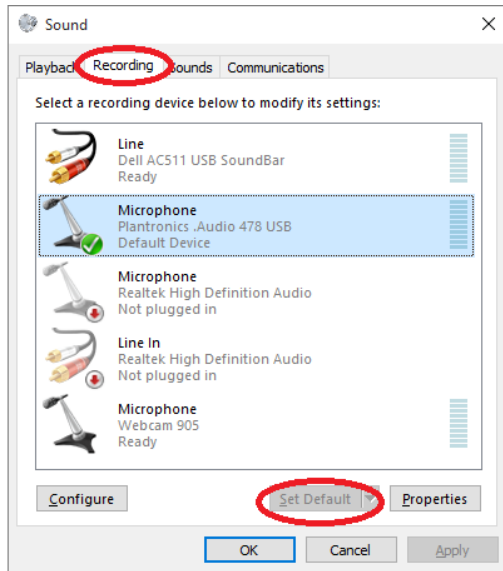 Sound
Playback Recording Sounds Communications
Select a recording device below to modify its settings:
Line
Dell AC511 USB SoundBar
Ready
Microphone
Plantronics .Audio 478 USB
Default Device
Microphone
Realtek High Definition Audio
Not plugged in
Line In
Realtek High Definition Audio
Not plugged in
Microphone
Webcam 905
Ready
Configure Set Default Properties
OK Cancel Apply